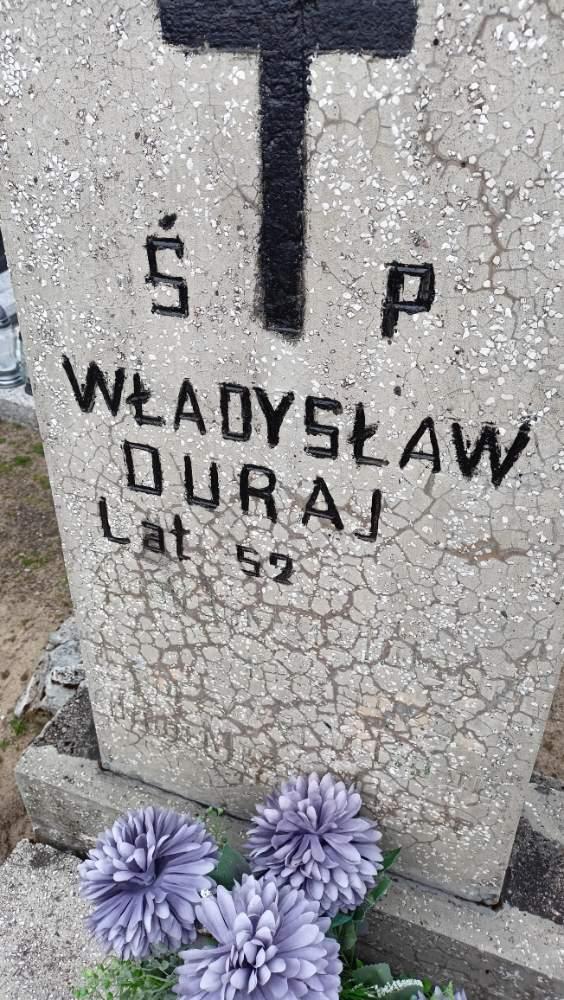 Ś P
WŁADYSŁAW
DURAJ
Lat 52